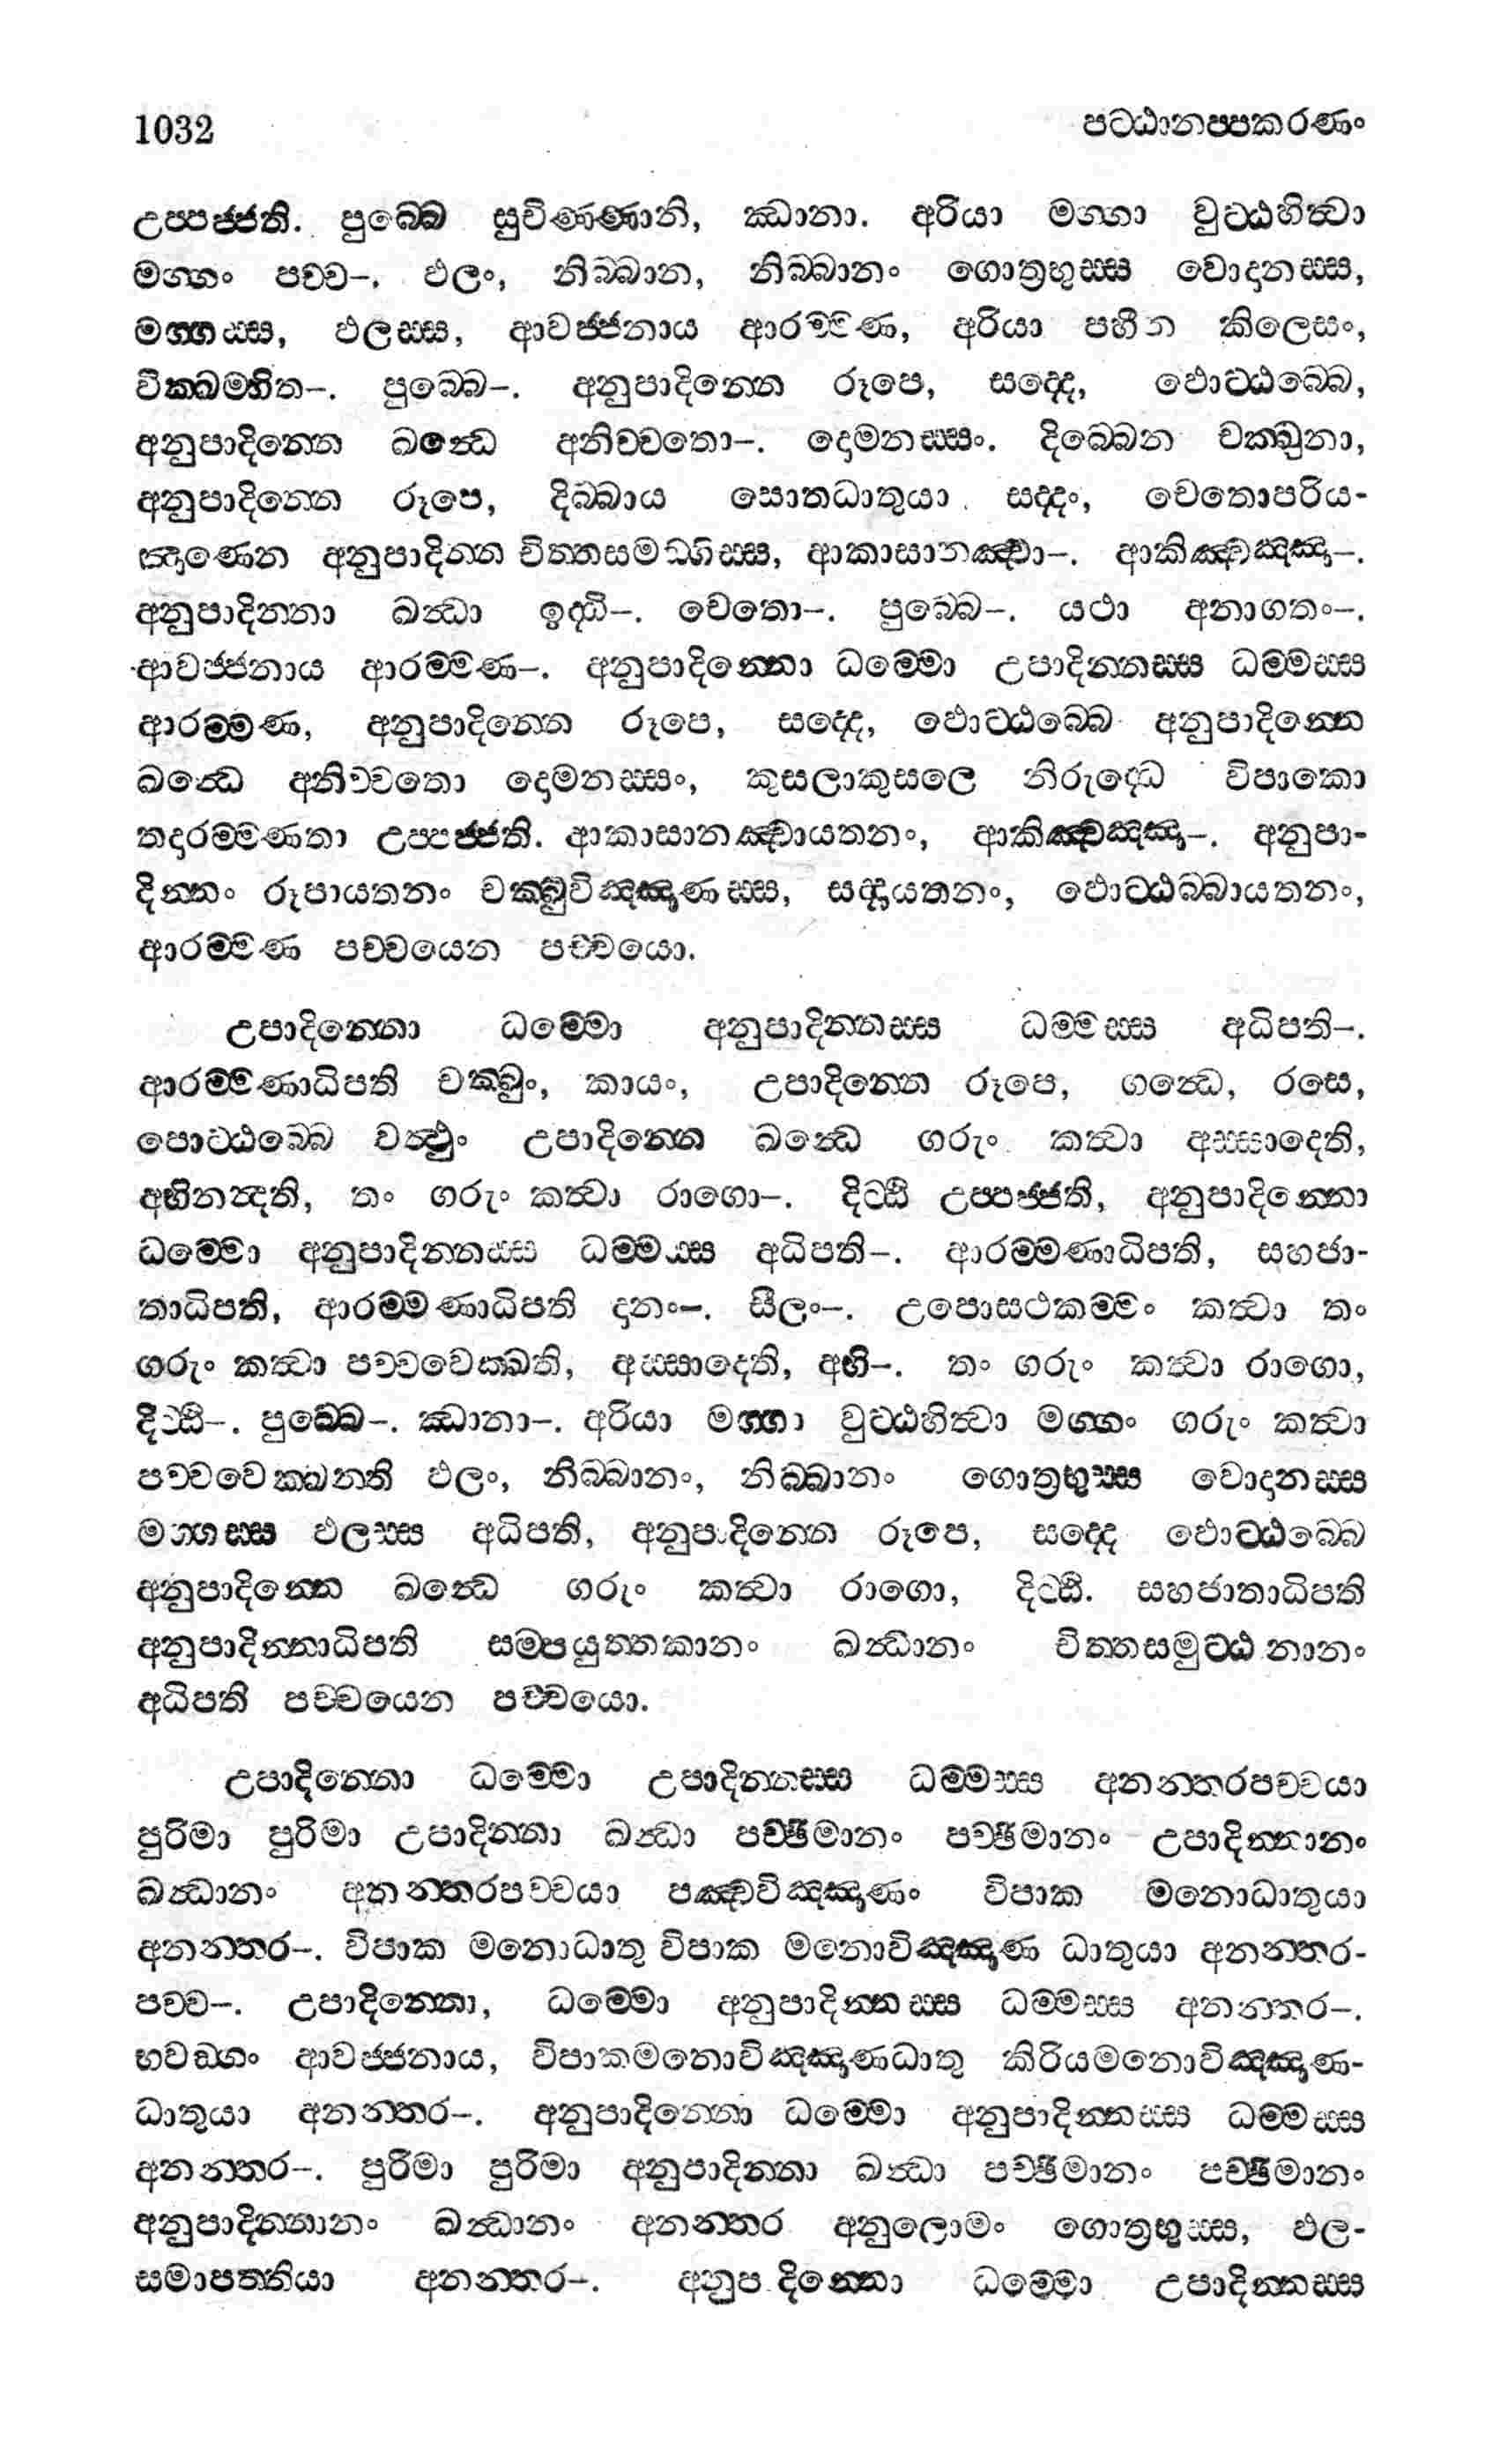 1032 පට්ඨානප්පකරණං
උප්පජ්ජති. පුබ්බෙ සුචිණ්ණානි, ඣානා. අරියා මග්ගා වුට්ඨහිත්වා
මග්ගං පච්ච–. ඵලං, නිබ්බාන, නිබ්බානං ගොත්‍රභුස්ස වොදානස්ස,
මග්ගස්ස, ඵලස්ස, ආවජ්ජනාය ආරම්මණ, අරියා පහීන කිලෙසං,
වික්ඛම්භිත–. පුබ්බෙ–. අනුපාදින්නෙ රූපෙ, සද්දෙ, ඵොට්ඨබ්බෙ,
අනුපාදින්නෙ ඛන්ධෙ අනිච්චතො–. දොමනස්සං. දිබ්බෙන චක්ඛුනා,
අනුපාදින්නෙ රූපෙ, දිබ්බාය සොතධාතුයා සද්දං, චෙතොපරිය-
ඤාණෙන අනුපාදින්න චිත්තසමඞ්ගිස්ස, ආකාසානඤ්චා–. ආකිඤ්චඤ්ඤා–.
අනුපාදින්නා ඛන්ධා ඉද්ධි–. චෙතො–. පුබ්බෙ–. යථා අනාගතං–.
ආවජ්ජනාය ආරම්මණ–. අනුපාදින්නො ධම්මො උපාදින්නස්ස ධම්මස්ස
ආරම්මණ, අනුපාදින්නෙ රූපෙ, සද්දෙ, ඵොට්ඨබ්බෙ අනුපාදින්නෙ
ඛන්ධෙ අනිච්චතො දොමනස්සං, කුසලාකුසලෙ නිරුද්ධෙ විපාකො
තදාරම්මණතා උප්පජ්ජති. ආකාසානඤ්චායතනං, ආකිඤ්චඤ්ඤා–. අනුපා-
දින්නං රූපායතනං චක්ඛුවිඤ්ඤාණස්ස, සද්දායතනං, ඵොට්ඨබ්බායතනං,
ආරම්මණ පච්චයෙන පච්චයො.
උපාදින්නො ධම්මො අනුපාදින්නස්ස ධම්මස්ස අධිපති–.
ආරම්මණාධිපති චක්ඛුං, කායං, උපාදින්නෙ රූපෙ, ගන්ධෙ, රසෙ,
පොට්ඨබ්බෙ වත්ථුං උපාදින්නෙ ඛන්ධෙ ගරුං කත්වා අස්සාදෙති,
අභිනන්දති, තං ගරුං කත්වා රාගො–. දිට්ඨි උප්පජ්ජති, අනුපාදින්නො
ධම්මො අනුපාදින්නස්ස ධම්මස්ස අධිපති–. ආරම්මණාධිපති, සහජා-
තාධිපති, ආරම්මණාධිපති දානං–. සීලං–. උපොසථකම්මං කත්වා තං
ගරුං කත්වා පච්චවෙක්ඛති, අස්සාදෙති, අභි–. තං ගරුං කත්වා රාගො,
දිට්ඨි–. පුබ්බෙ–. ඣානා–. අරියා මග්ගා වුට්ඨහිත්වා මග්ගං ගරුං කත්වා
පච්චවෙක්ඛන්ති ඵලං, නිබ්බානං, නිබ්බානං ගොත්‍රභුස්ස වොදානස්ස
මග්ගස්ස ඵලස්ස අධිපති, අනුපාදින්නෙ රූපෙ, සද්දෙ ඵොට්ඨබ්බෙ
අනුපාදින්නෙ ඛන්ධෙ ගරුං කත්වා රාගො, දිට්ඨි. සහජාතාධිපති
අනුපාදින්නාධිපති සම්පයුත්තකානං ඛන්ධානං චිත්තසමුට්ඨානානං
අධිපති පච්චයෙන පච්චයො.
උපාදින්නො ධම්මො උපාදින්නස්ස ධම්මස්ස අනන්තරපච්චයා
පුරිමා පුරිමා උපාදින්නා ඛන්ධා පච්ඡිමානං පච්ඡිමානං උපාදින්නානං
ඛන්ධානං අනන්තරපච්චයා පඤ්චවිඤ්ඤාණං විපාක මනොධාතුයා
අනන්තර–. විපාක මනොධාතු විපාක මනොවිඤ්ඤාණ ධාතුයා අනන්තර-
පච්ච–. උපාදින්නො, ධම්මො අනුපාදින්නස්ස ධම්මස්ස අනන්තර–.
භවඞ්ගං ආවජ්ජනාය, විපාකමනොවිඤ්ඤාණධාතු කිරියමනොවිඤ්ඤාණ-
ධාතුයා අනන්තර–. අනුපාදින්නො ධම්මො අනුපාදින්නස්ස ධම්මස්ස
අනන්තර–. පුරිමා පුරිමා අනුපාදින්නා ඛන්ධා පච්ඡිමානං පච්ඡිමානං
අනුපාදින්නානං ඛන්ධානං අනන්තර අනුලොමං ගොත්‍රභුස්ස, ඵල-
සමාපත්තියා අනන්තර–. අනුපාදින්නො ධම්මො උපාදින්නස්ස